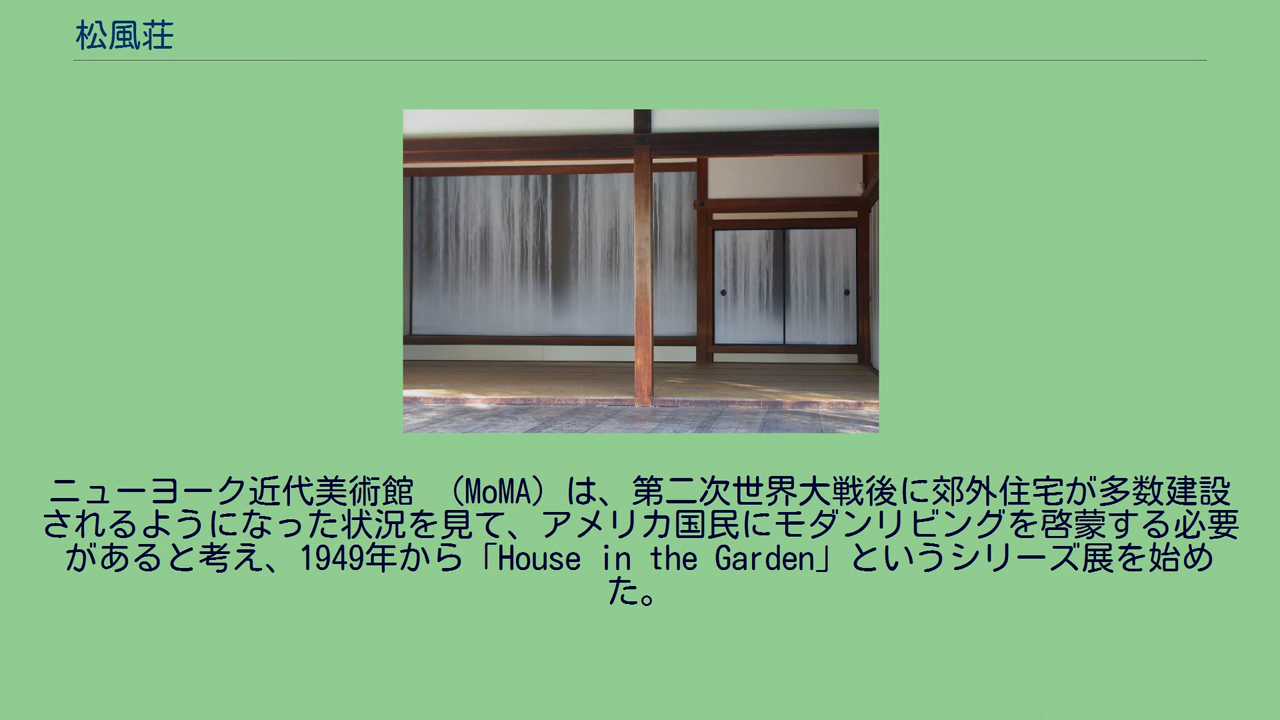 松風荘
ニューヨーク近代美術館 （MoMA）は、第二次世界大戦後に郊外住宅が多数建設
されるようになった状況を見て、アメリカ国民にモダンリビングを啓蒙する必要
があると考え、1949年から「House in the Garden」というシリーズ展を始め
た。